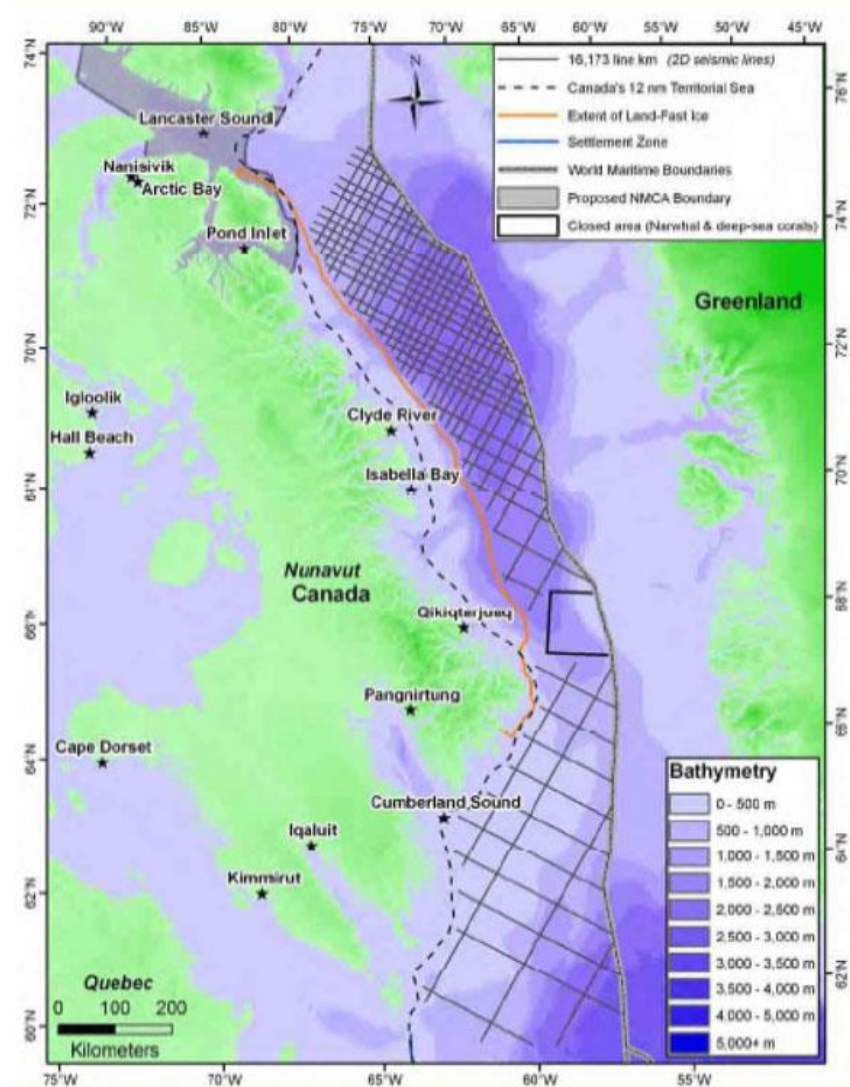 90°W 85°W 80°W 75°W 70°W 65°W 60°W 55°W 50°W 45°W
74°N
72°N
70°N
66°N
64°N
62°N
60°N
76°N
74°N
72°N
70°N
68°N
66°N
64°N
62°N
N
16,173 line km (2D seismic lines)
Canada's 12 nm Territorial Sea
Extent of Land-Fast Ice
Settlement Zone
World Maritime Boundaries
Proposed NMCA Boundary
Closed area (Narwhal & deep-sea corals)
Lancaster Sound
Nanisivik
Arctic Bay
Pond Inlet
Greenland
Igloolik
Hall Beach
Clyde River
Isabella Bay
Nunavut
Canada
Qikiqterjueq
Pangnirtung
Cape Dorset
Cumberland Sound
Iqaluit
Kimmirut
Quebec
0 100 200
Kilometers
Bathymetry
0 - 500 m
500 - 1,000 m
1,000 - 1,500 m
1,500 - 2,000 m
2,000 - 2,500 m
2,500 - 3,000 m
3,000 - 3,500 m
3,500 - 4,000 m
4,000 - 5,000 m
5,000+ m
75°W 70°W 65°W 60°W 55°W